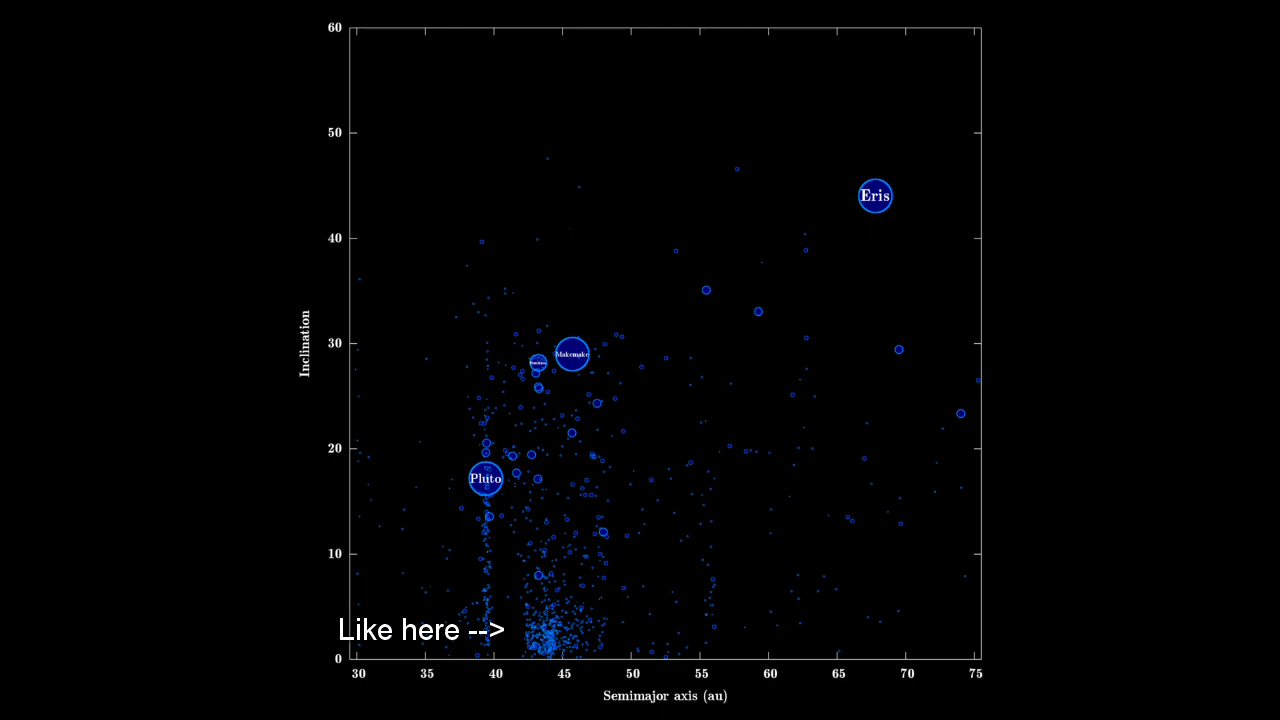 60
50
40
30
20
10
0
Inclination
Eris
Makemake
Pluto
Like here -->
30 35 40 45 50 55 60 65 70 75
Semimajor axis (au)